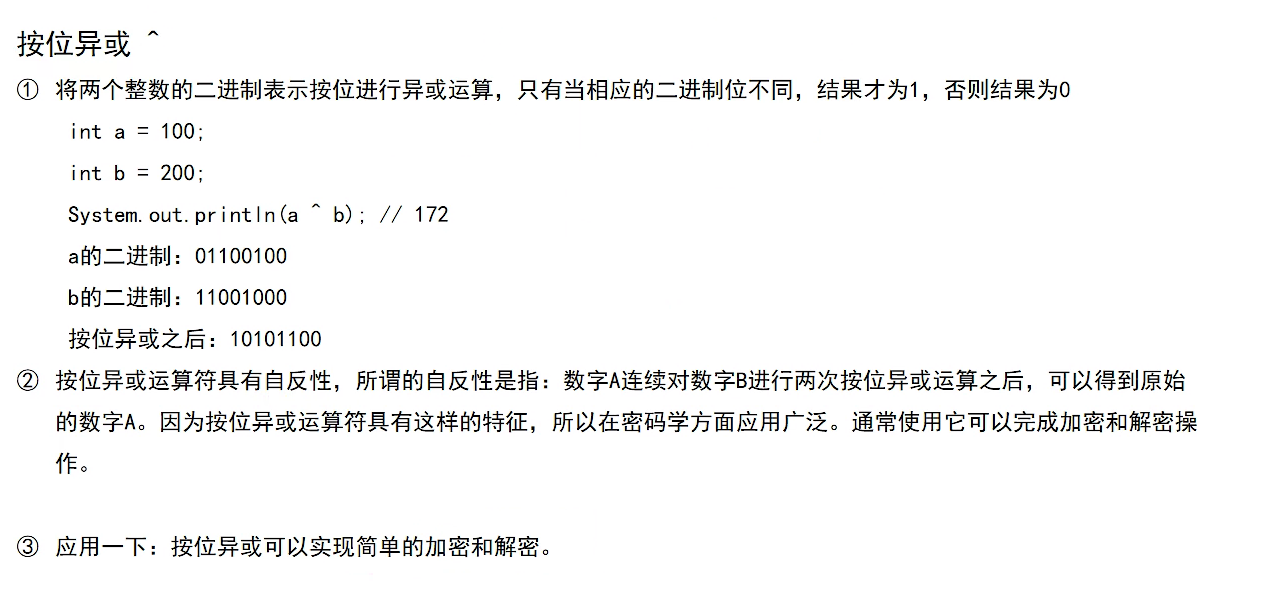 按位异或 ^
① 将两个整数的二进制表示按位进行异或运算，只有当相应的二进制位不同，结果才为1，否则结果为0
int a = 100;
int b = 200;
System.out.println(a ^ b); // 172
a的二进制：01100100
b的二进制：11001000
按位异或之后：10101100
② 按位异或运算符具有自反性，所谓的自反性是指：数字A连续对数字B进行两次按位异或运算之后，可以得到原始
的数字A。因为按位异或运算符具有这样的特征，所以在密码学方面应用广泛。通常使用它可以完成加密和解密操
作。
③ 应用一下：按位异或可以实现简单的加密和解密。